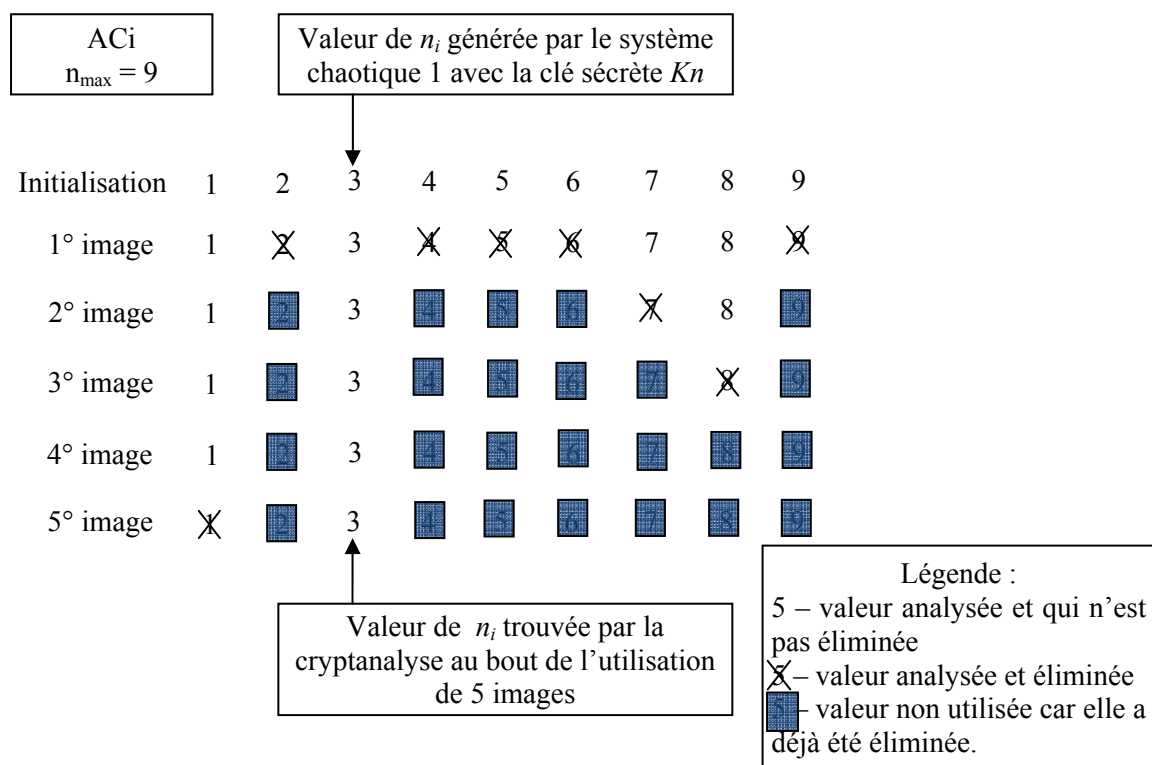 ACi
n_max = 9
Valeur de n_i générée par le système
chaotique 1 avec la clé sécrète Kn
Initialisation 1 2 3 4 5 6 7 8 9
1° image 1 2 3 4 5 6 7 8 9
2° image 1 2 3 4 5 6 7 8 9
3° image 1 2 3 4 5 6 7 8 9
4° image 1 2 3 4 5 6 7 8 9
5° image 1 2 3 4 5 6 7 8 9
Valeur de n_i trouvée par la
cryptanalyse au bout de l’utilisation
de 5 images
Légende :
5 – valeur analysée et qui n’est
pas éliminée
5 – valeur analysée et éliminée
5 – valeur non utilisée car elle a
déjà été éliminée.